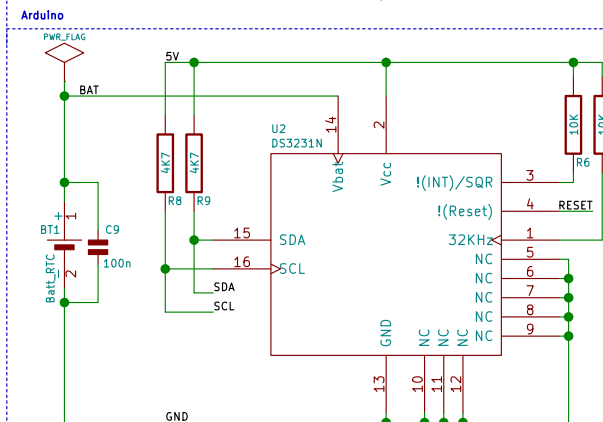 Arduino
PWR_FLAG
5V
BAT
14
2
U2
DS3231N
10K
10K
4K7
4K7
Vbat
Vcc
R6
!(INT)/SQR
3
R8
R9
!(Reset)
4
RESET
+
1
BT1
C9
15
SDA
32KHz
1
16
SCL
NC
5
100n
Batt_RTC
2
-
NC
6
SDA
NC
7
SCL
NC
8
NC
9
GND
NC
NC
NC
13
10
11
12
GND